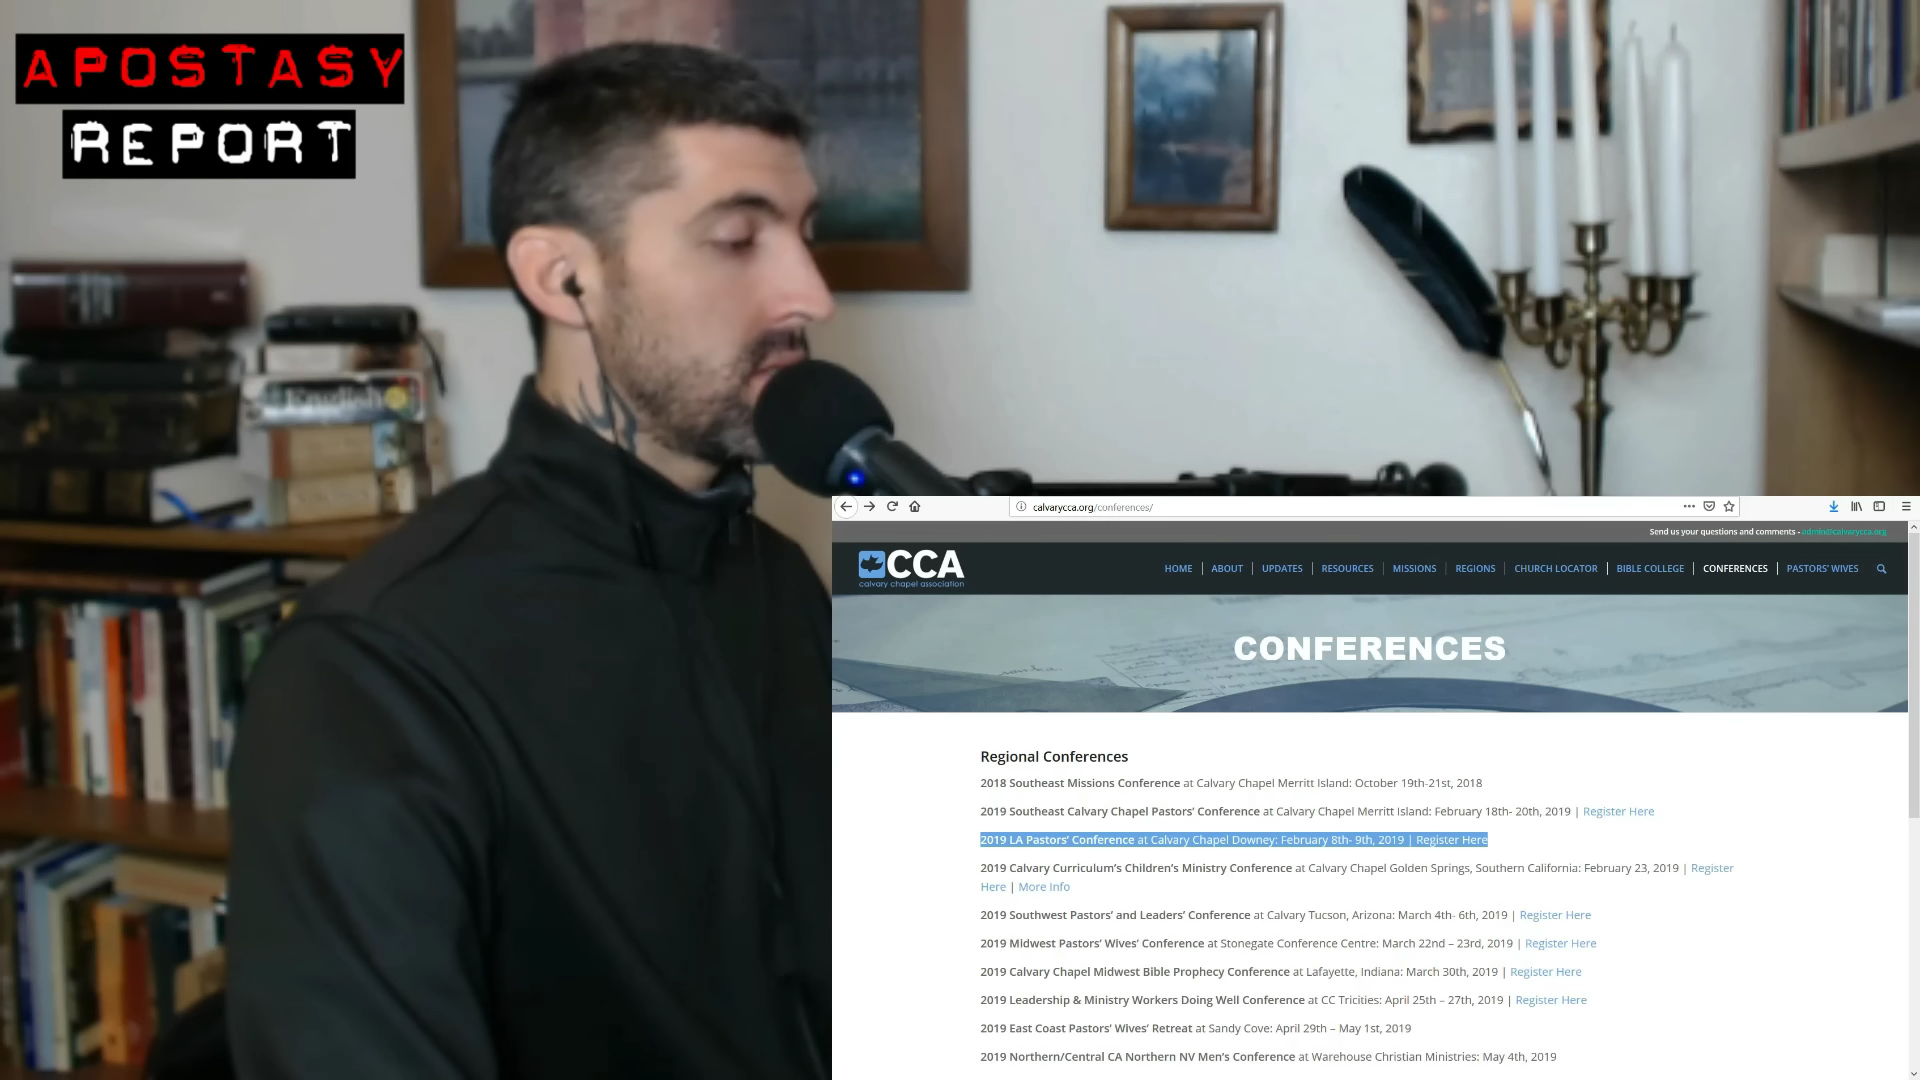 APOSTASY
REPORT
English
calvarycca.org/conferences/
Send us your questions and comments - admin@calvarycca.org
CCA
calvary chapel association
HOME | ABOUT | UPDATES | RESOURCES | MISSIONS | REGIONS | CHURCH LOCATOR | BIBLE COLLEGE | CONFERENCES | PASTORS' WIVES
CONFERENCES
Regional Conferences
2018 Southeast Missions Conference at Calvary Chapel Merritt Island: October 19th-21st, 2018
2019 Southeast Calvary Chapel Pastors' Conference at Calvary Chapel Merritt Island: February 18th- 20th, 2019 | Register Here
2019 LA Pastors' Conference at Calvary Chapel Downey: February 8th- 9th, 2019 | Register Here
2019 Calvary Curriculum's Children's Ministry Conference at Calvary Chapel Golden Springs, Southern California: February 23, 2019 | Register
Here | More Info
2019 Southwest Pastors' and Leaders' Conference at Calvary Tucson, Arizona: March 4th- 6th, 2019 | Register Here
2019 Midwest Pastors' Wives' Conference at Stonegate Conference Centre: March 22nd – 23rd, 2019 | Register Here
2019 Calvary Chapel Midwest Bible Prophecy Conference at Lafayette, Indiana: March 30th, 2019 | Register Here
2019 Leadership & Ministry Workers Doing Well Conference at CC Tricities: April 25th – 27th, 2019 | Register Here
2019 East Coast Pastors' Wives' Retreat at Sandy Cove: April 29th – May 1st, 2019
2019 Northern/Central CA Northern NV Men's Conference at Warehouse Christian Ministries: May 4th, 2019